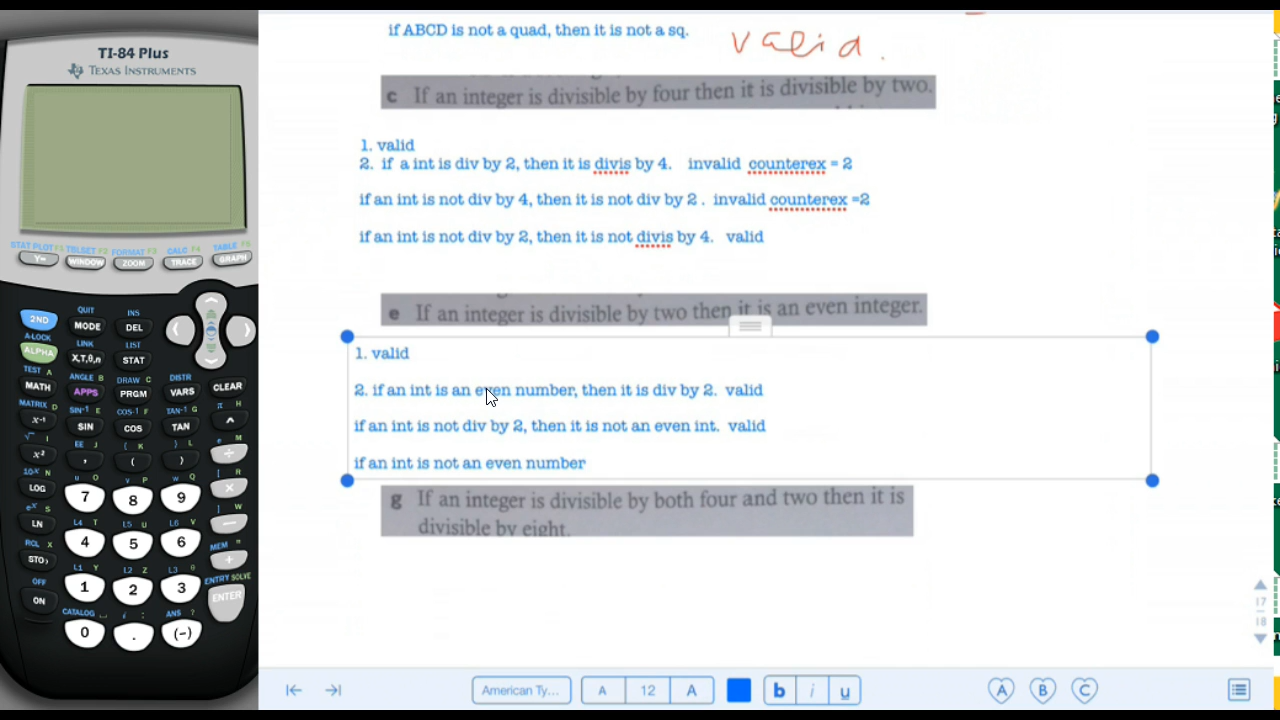 TI-84 Plus
TEXAS INSTRUMENTS
STAT PLOT F1 TBLSET F2 FORMAT F3 CALC F4 TABLE F5
Y= WINDOW ZOOM TRACE GRAPH
2ND
QUIT INS
MODE DEL
A-LOCK LINK LIST
ALPHA X,T,θ,n STAT
TEST A ANGLE B DRAW C DISTR
MATH APPS PRGM VARS CLEAR
MATRIX D SIN⁻¹ E COS⁻¹ F TAN⁻¹ G π H
x⁻¹ SIN COS TAN ^
√ I EE J { K } L e M
x² , ( ) ÷
10ˣ N u O v P w Q [ R
LOG 7 8 9 ×
eˣ S L4 T L5 U L6 V ] W
LN 4 5 6 −
RCL X L1 Y L2 Z L3 θ MEM "
STO› 1 2 3 +
OFF CATALOG ⎵ i : ANS ? ENTRY SOLVE
ON 0 . (-) ENTER
if ABCD is not a quad, then it is not a sq.
valid.
c If an integer is divisible by four then it is divisible by two.
1. valid
2. if a int is div by 2, then it is divis by 4. invalid counterex = 2
if an int is not div by 4, then it is not div by 2 . invalid counterex =2
if an int is not div by 2, then it is not divis by 4. valid
e If an integer is divisible by two then it is an even integer.
1. valid
2. if an int is an even number, then it is div by 2. valid
if an int is not div by 2, then it is not an even int. valid
if an int is not an even number
g If an integer is divisible by both four and two then it is
divisible by eight.
17
18
American Ty... A 12 A b i u A B C